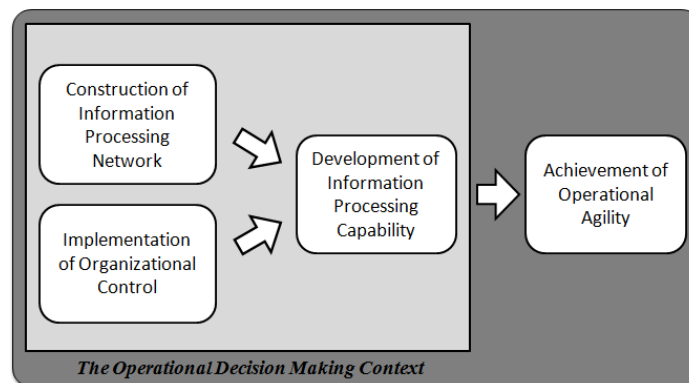 Construction of
Information
Processing
Network
Implementation
of Organizational
Control
Development of
Information
Processing
Capability
Achievement of
Operational
Agility
The Operational Decision Making Context